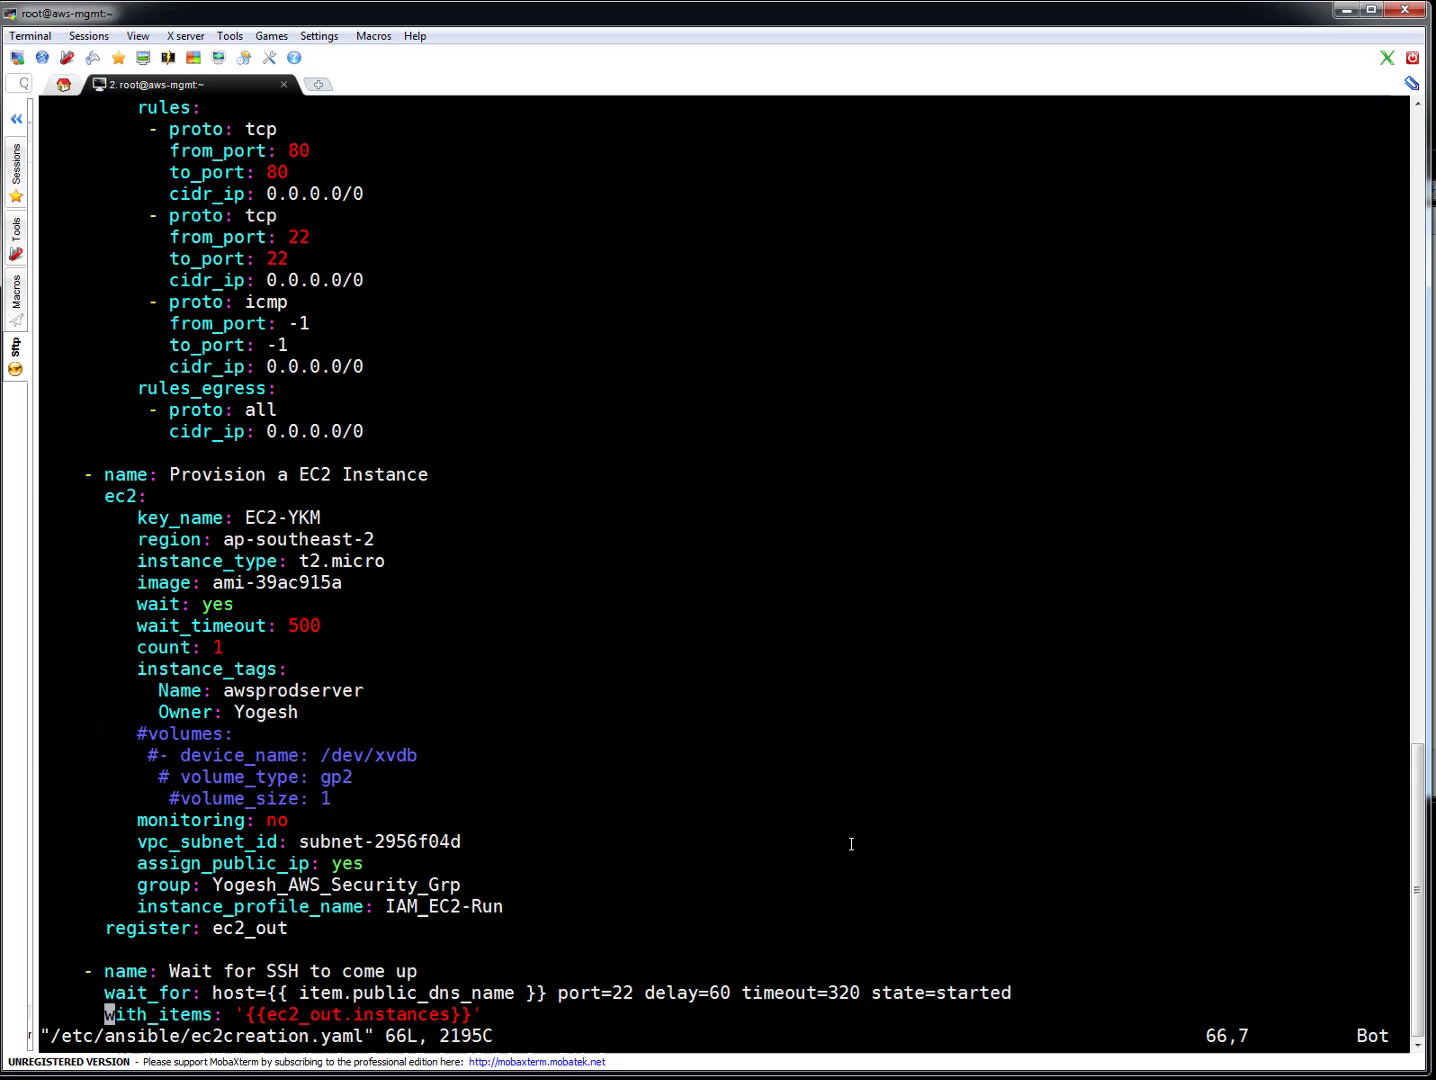 root@aws-mgmt:~
Terminal Sessions View X server Tools Games Settings Macros Help
2. root@aws-mgmt:~
Sessions
Tools
Macros
Sftp
rules:
- proto: tcp
from_port: 80
to_port: 80
cidr_ip: 0.0.0.0/0
- proto: tcp
from_port: 22
to_port: 22
cidr_ip: 0.0.0.0/0
- proto: icmp
from_port: -1
to_port: -1
cidr_ip: 0.0.0.0/0
rules_egress:
- proto: all
cidr_ip: 0.0.0.0/0
- name: Provision a EC2 Instance
ec2:
key_name: EC2-YKM
region: ap-southeast-2
instance_type: t2.micro
image: ami-39ac915a
wait: yes
wait_timeout: 500
count: 1
instance_tags:
Name: awsprodserver
Owner: Yogesh
#volumes:
#- device_name: /dev/xvdb
# volume_type: gp2
#volume_size: 1
monitoring: no
vpc_subnet_id: subnet-2956f04d
assign_public_ip: yes
group: Yogesh_AWS_Security_Grp
instance_profile_name: IAM_EC2-Run
register: ec2_out
- name: Wait for SSH to come up
wait_for: host={{ item.public_dns_name }} port=22 delay=60 timeout=320 state=started
with_items: '{{ec2_out.instances}}'
"/etc/ansible/ec2creation.yaml" 66L, 2195C 66,7 Bot
UNREGISTERED VERSION - Please support MobaXterm by subscribing to the professional edition here: http://mobaxterm.mobatek.net